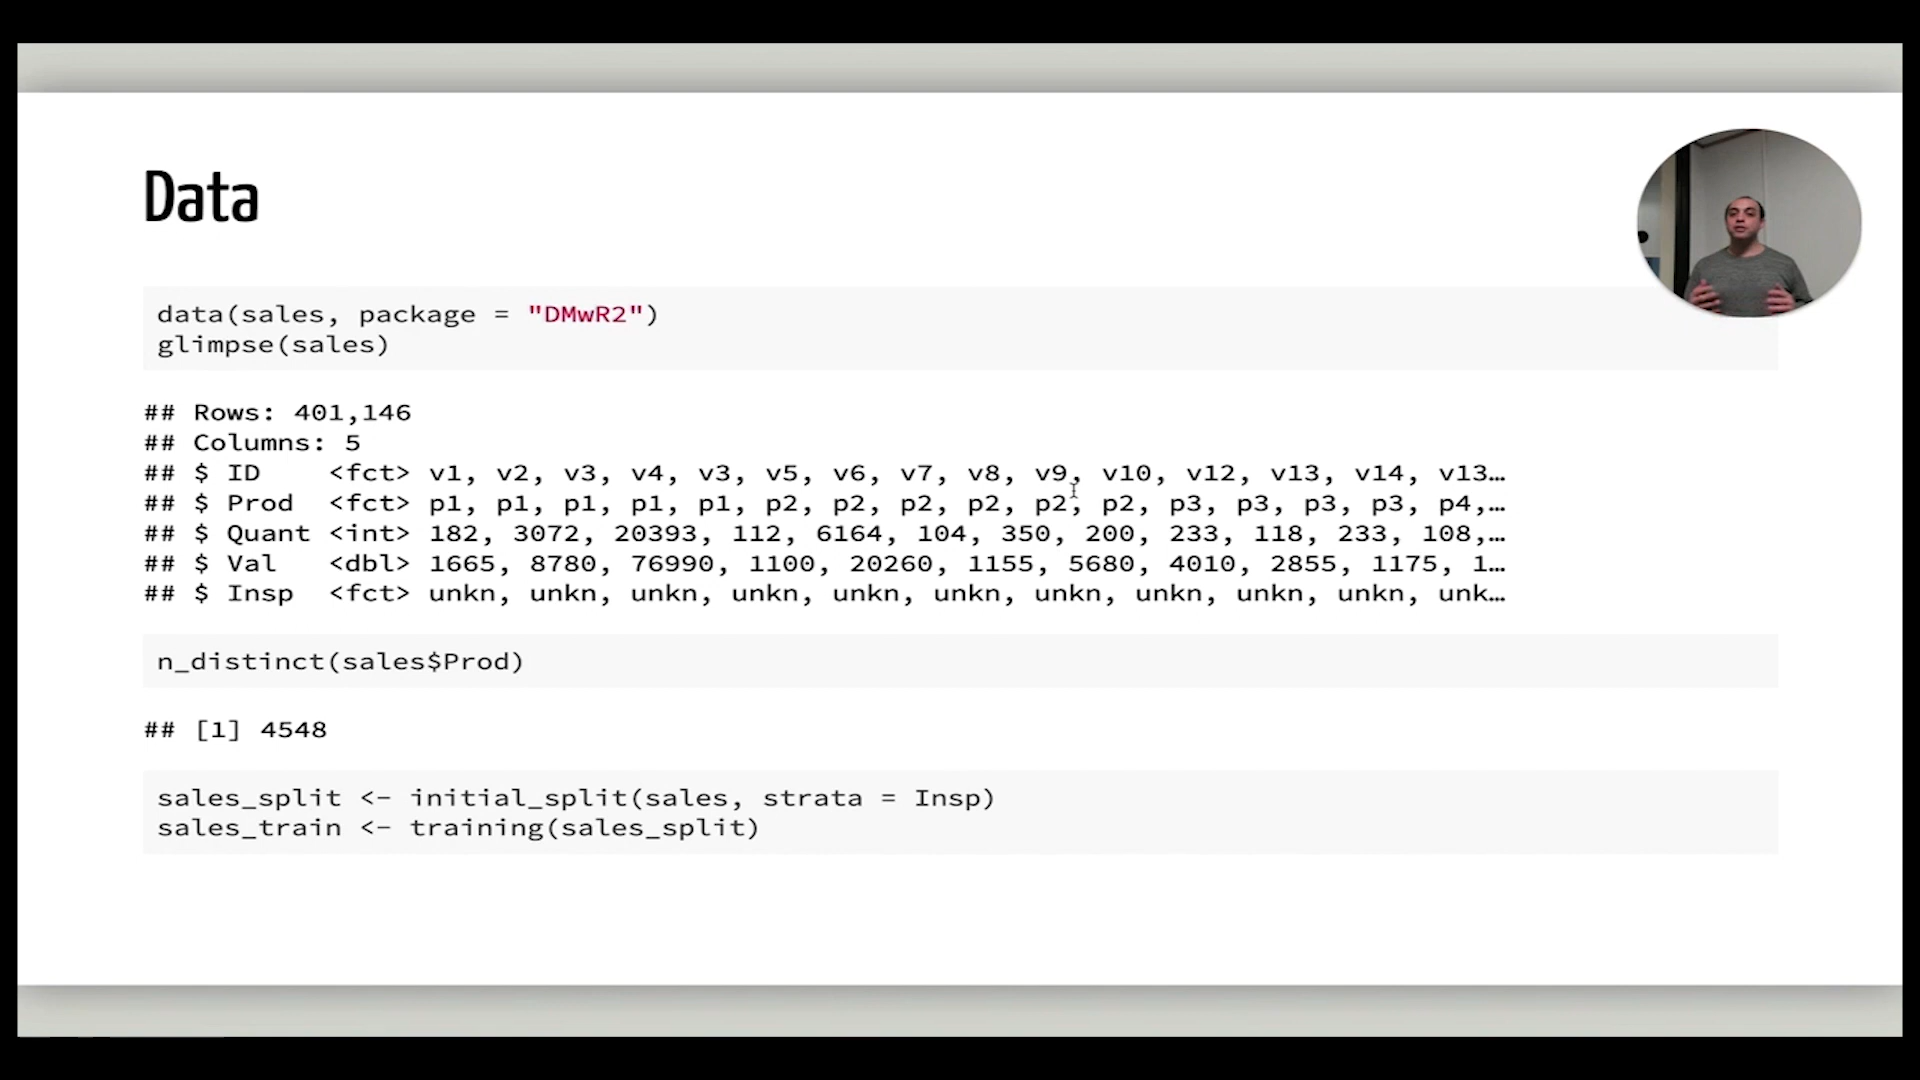 Data
data(sales, package = "DMwR2")
glimpse(sales)
## Rows: 401,146
## Columns: 5
## $ ID    <fct> v1, v2, v3, v4, v3, v5, v6, v7, v8, v9, v10, v12, v13, v14, v13…
## $ Prod  <fct> p1, p1, p1, p1, p1, p2, p2, p2, p2, p2, p2, p3, p3, p3, p3, p4,…
## $ Quant <int> 182, 3072, 20393, 112, 6164, 104, 350, 200, 233, 118, 233, 108,…
## $ Val   <dbl> 1665, 8780, 76990, 1100, 20260, 1155, 5680, 4010, 2855, 1175, 1…
## $ Insp  <fct> unkn, unkn, unkn, unkn, unkn, unkn, unkn, unkn, unkn, unkn, unk…
n_distinct(sales$Prod)
## [1] 4548
sales_split <- initial_split(sales, strata = Insp)
sales_train <- training(sales_split)